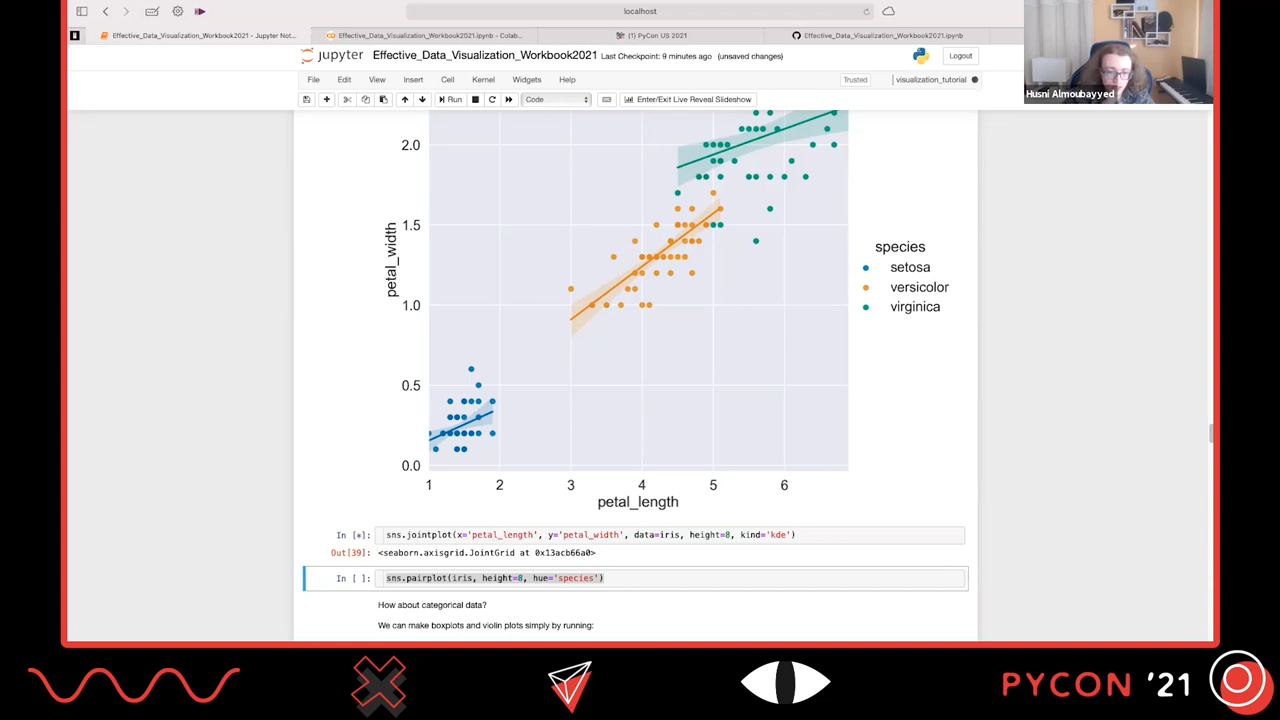 localhost
Effective_Data_Visualization_Workbook2021 - Jupyter Not...
Effective_Data_Visualization_Workbook2021.ipynb - Colab...
(1) PyCon US 2021
Effective_Data_Visualization_Workbook2021.ipynb
jupyter Effective_Data_Visualization_Workbook2021 Last Checkpoint: 9 minutes ago (unsaved changes)
Logout
File Edit View Insert Cell Kernel Widgets Help
Trusted
visualization_tutorial
Run
Code
Enter/Exit Live Reveal Slideshow
Husni Almoubayyed
2.0
1.5
1.0
0.5
0.0
petal_width
1 2 3 4 5 6
petal_length
species
setosa
versicolor
virginica
In [*]: sns.jointplot(x='petal_length', y='petal_width', data=iris, height=8, kind='kde')
Out[39]: <seaborn.axisgrid.JointGrid at 0x13acb66a0>
In [ ]: sns.pairplot(iris, height=8, hue='species')
How about categorical data?
We can make boxplots and violin plots simply by running:
PYCON '21